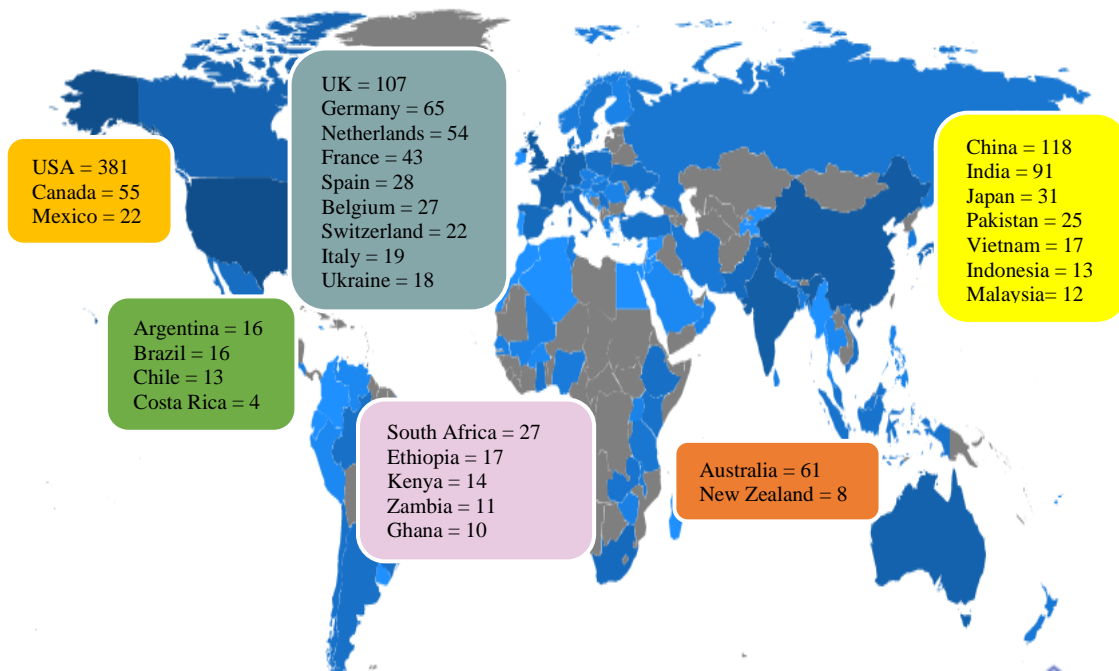 USA = 381
Canada = 55
Mexico = 22
UK = 107
Germany = 65
Netherlands = 54
France = 43
Spain = 28
Belgium = 27
Switzerland = 22
Italy = 19
Ukraine = 18
China = 118
India = 91
Japan = 31
Pakistan = 25
Vietnam = 17
Indonesia = 13
Malaysia= 12
Argentina = 16
Brazil = 16
Chile = 13
Costa Rica = 4
South Africa = 27
Ethiopia = 17
Kenya = 14
Zambia = 11
Ghana = 10
Australia = 61
New Zealand = 8